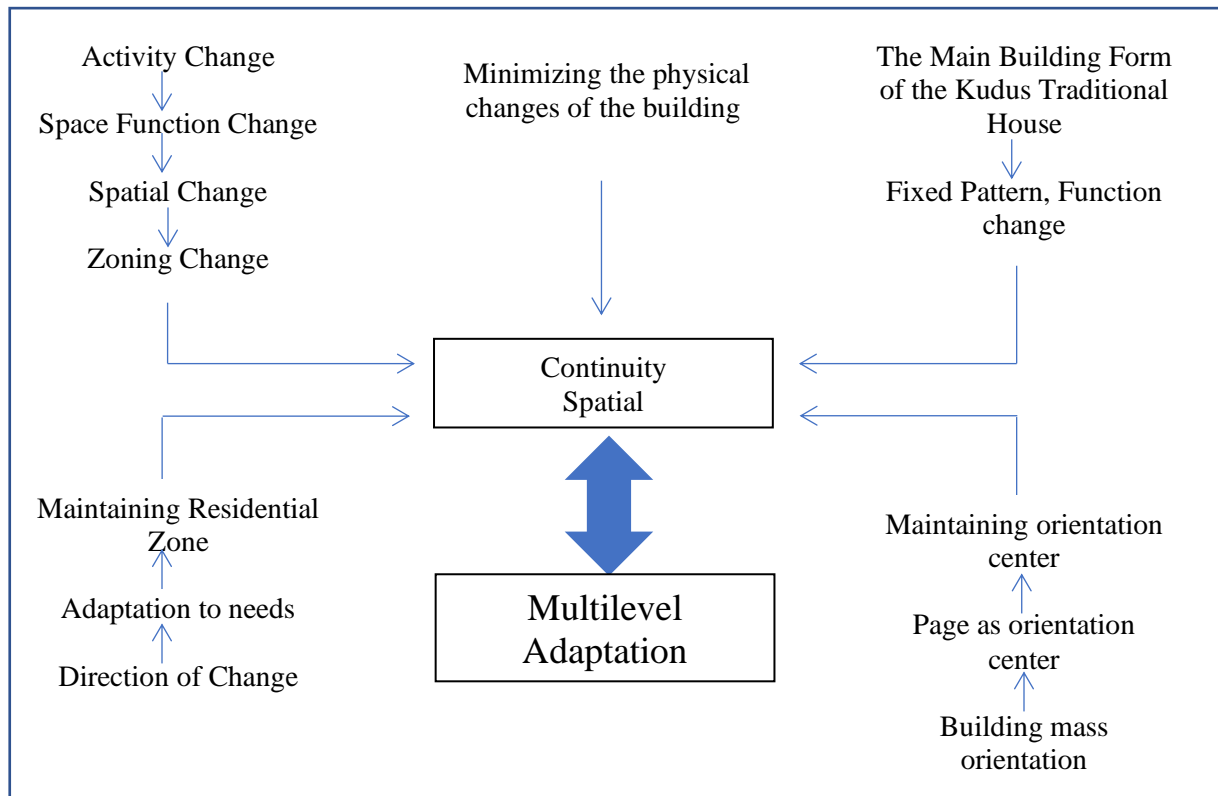 Activity Change
Space Function Change
Spatial Change
Zoning Change
Minimizing the physical
changes of the building
The Main Building Form
of the Kudus Traditional
House
Fixed Pattern, Function
change
Continuity
Spatial
Maintaining Residential
Zone
Adaptation to needs
Direction of Change
Multilevel
Adaptation
Maintaining orientation
center
Page as orientation
center
Building mass
orientation